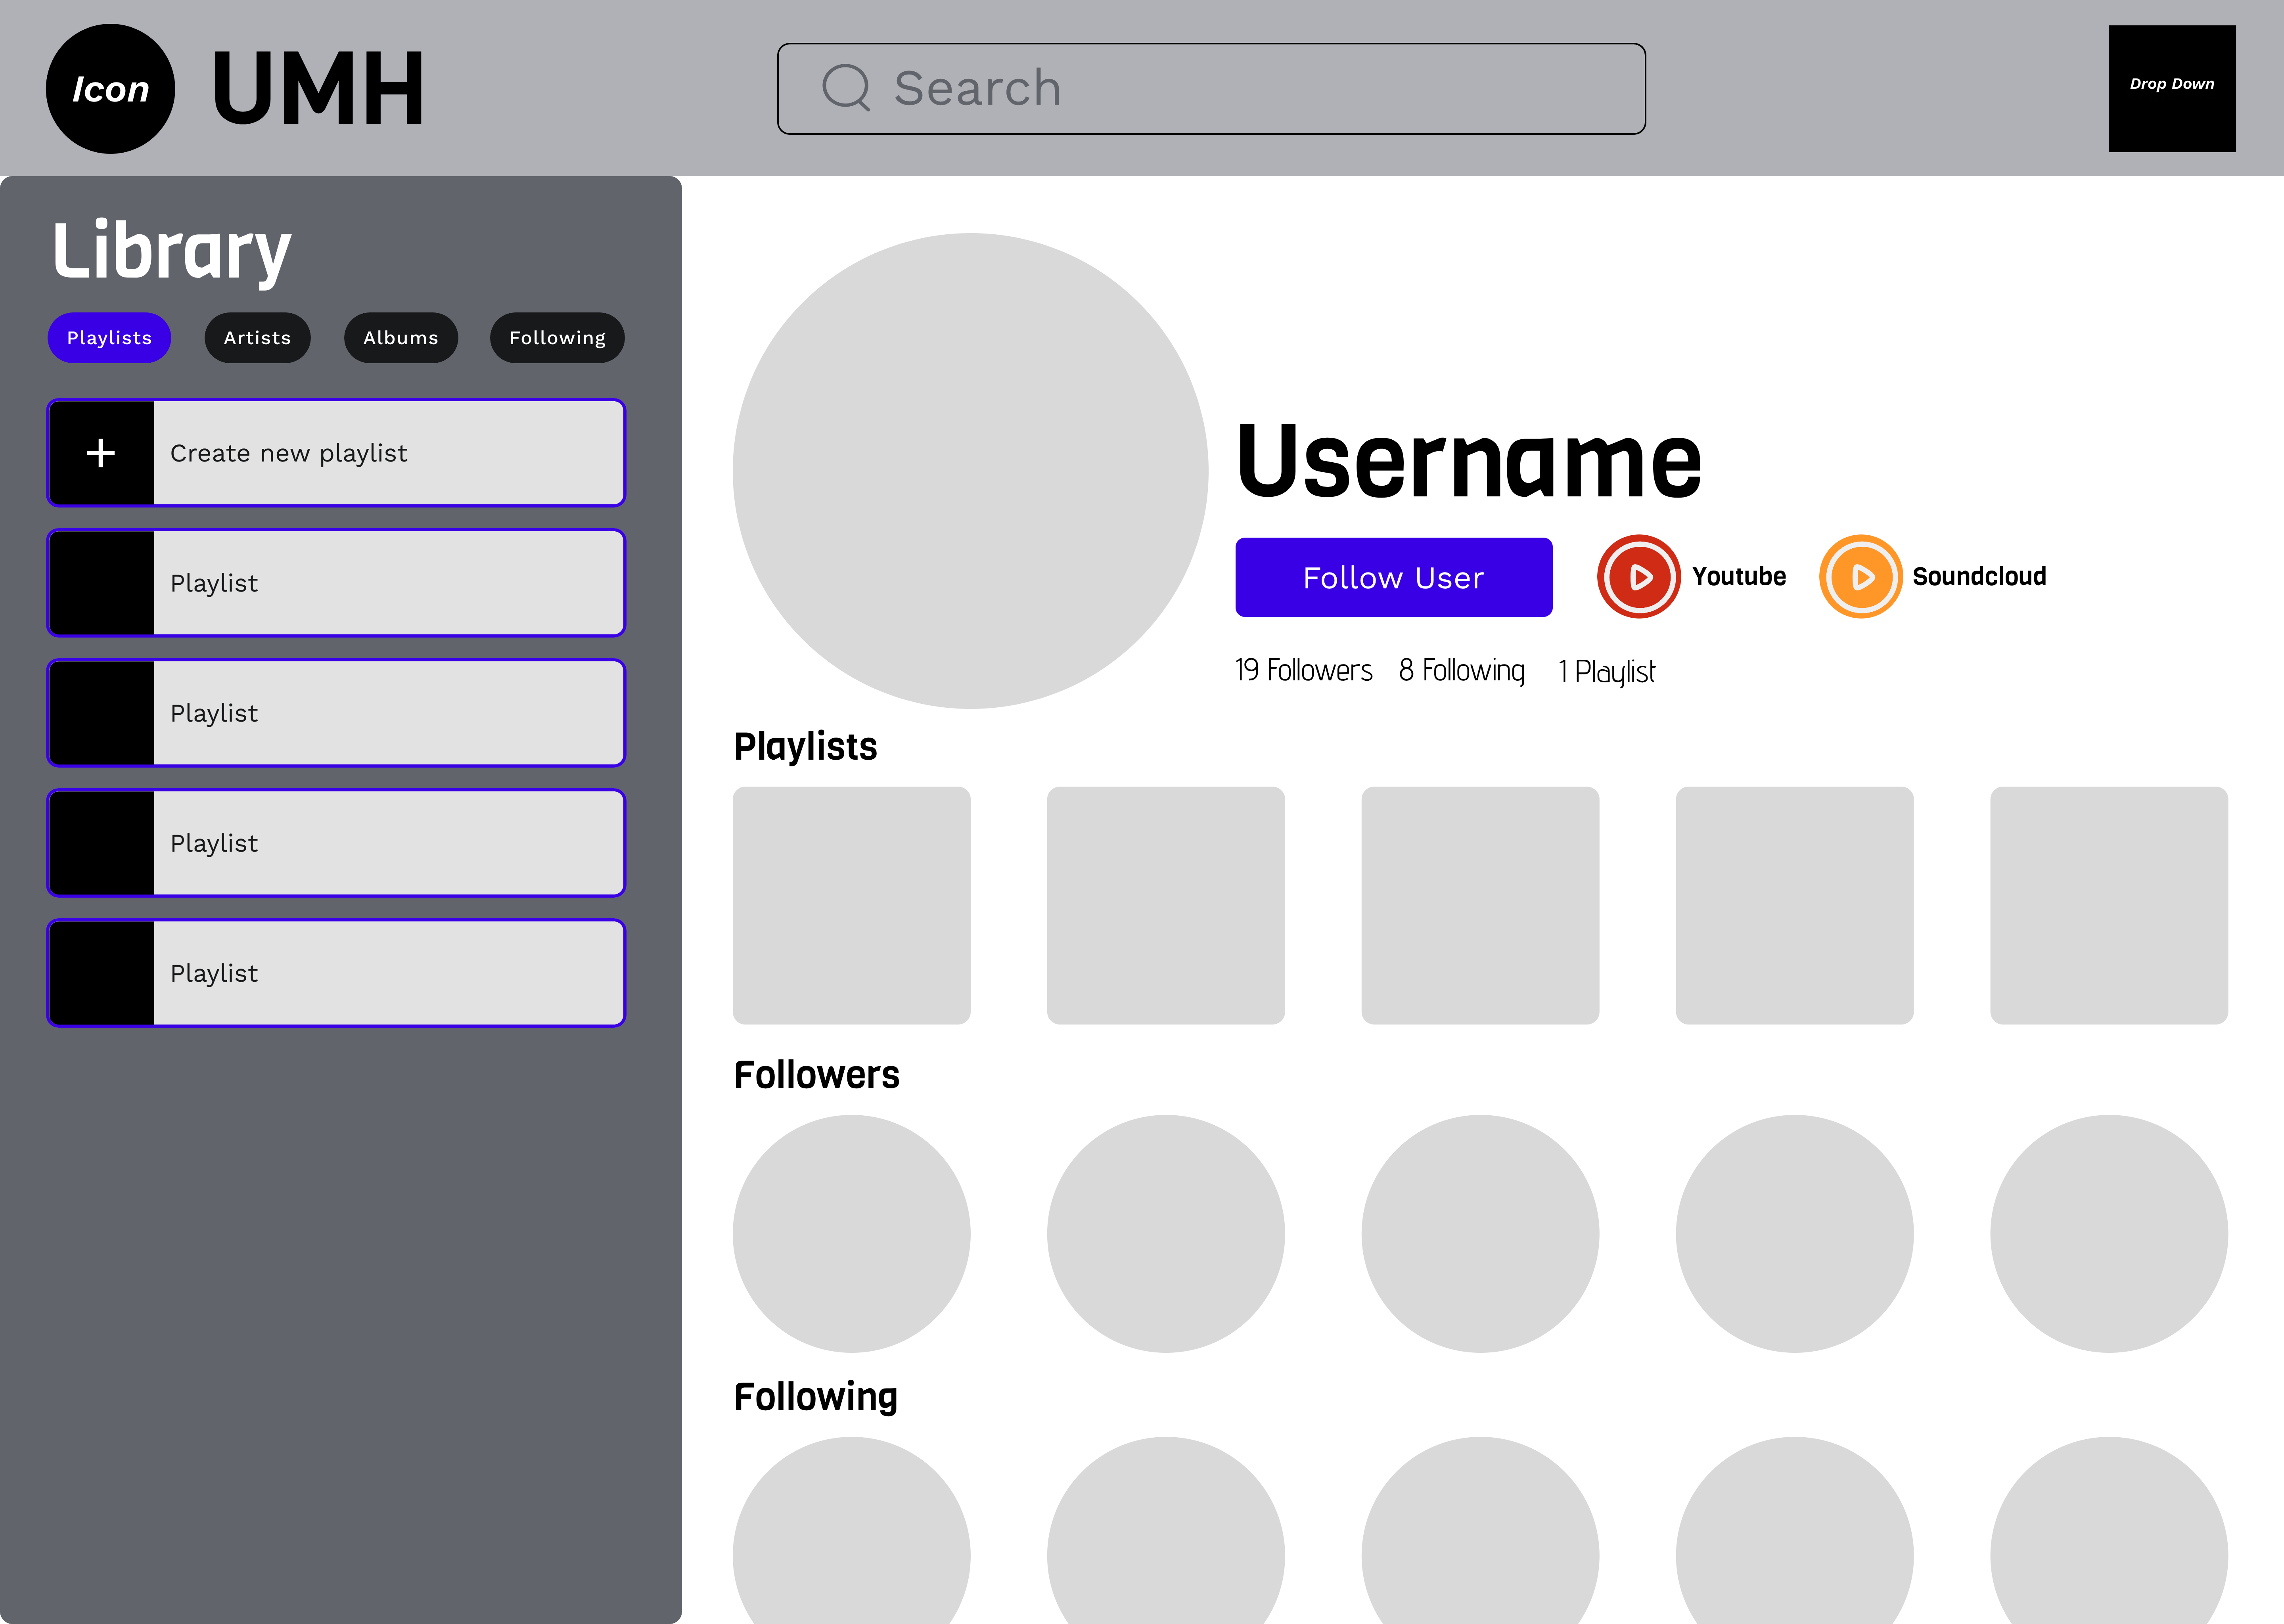 Icon
UMH
Search
Drop Down
Library
Playlists Artists Albums Following
Create new playlist
Playlist
Playlist
Playlist
Playlist
Username
Follow User
Youtube
Soundcloud
19 Followers 8 Following 1 Playlist
Playlists
Followers
Following